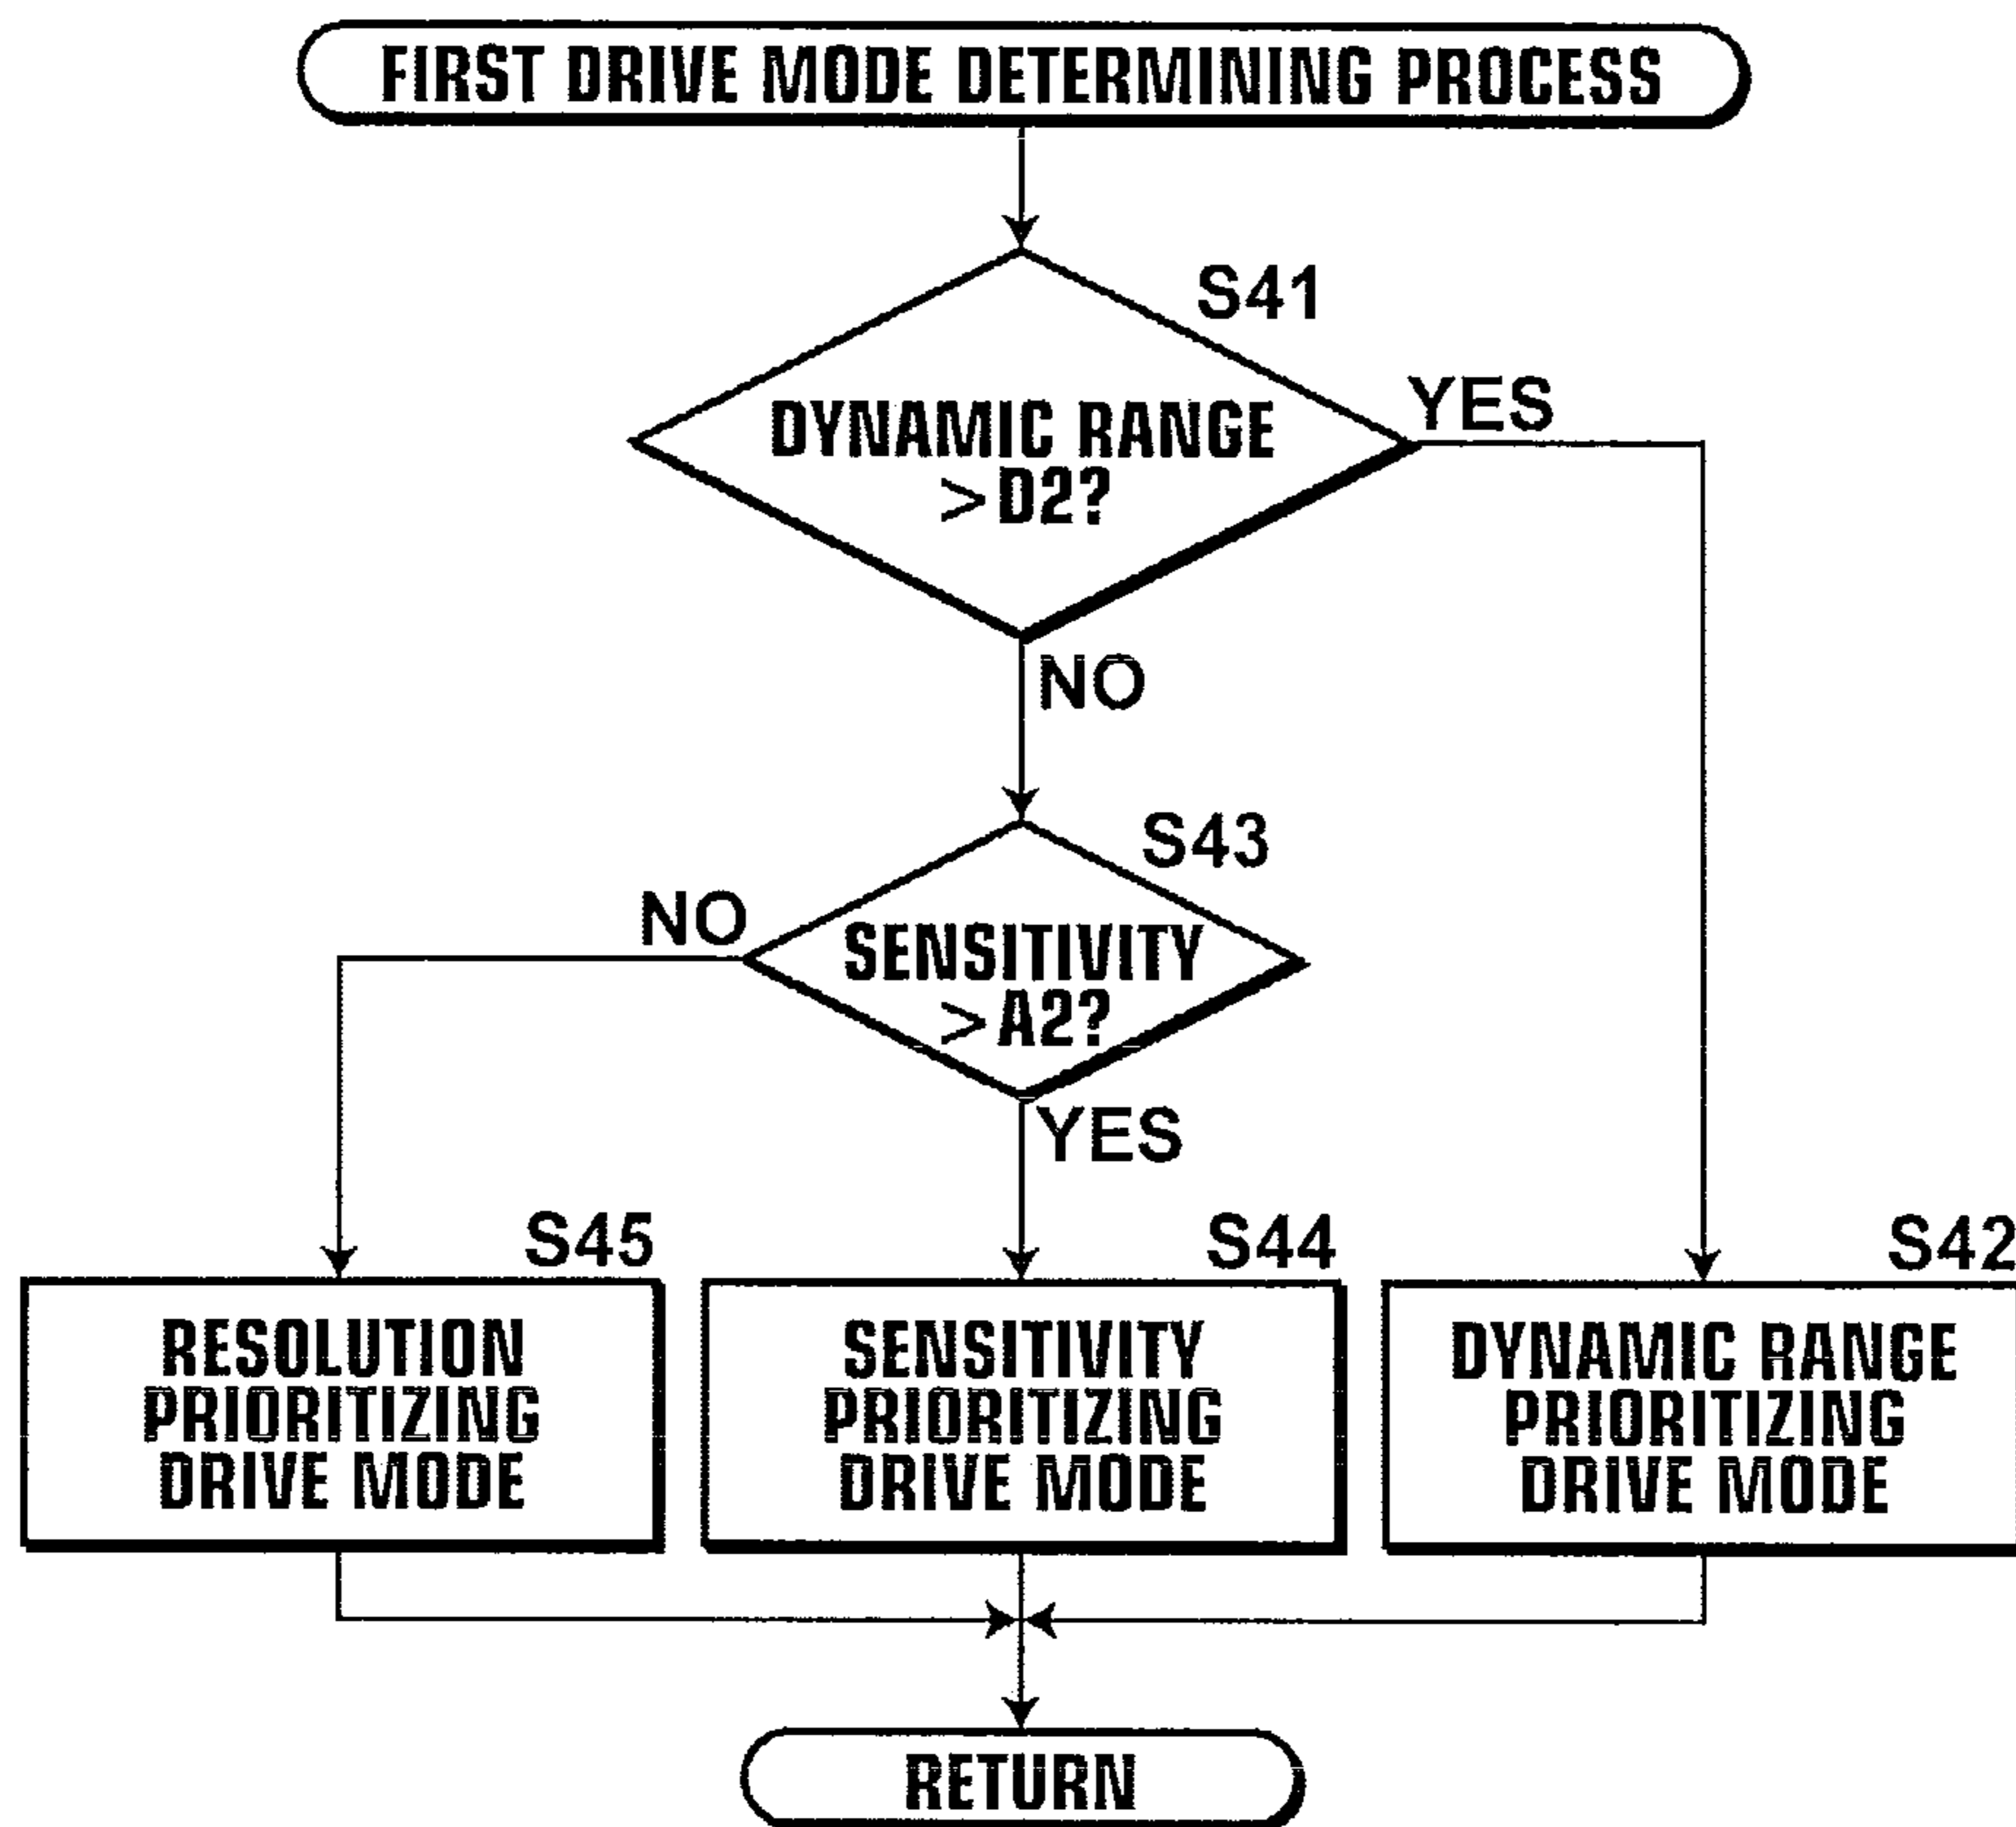 FIRST DRIVE MODE DETERMINING PROCESS
S41
DYNAMIC RANGE
>D2?
YES
NO
S43
SENSITIVITY
>A2?
NO
YES
S45
RESOLUTION
PRIORITIZING
DRIVE MODE
S44
SENSITIVITY
PRIORITIZING
DRIVE MODE
S42
DYNAMIC RANGE
PRIORITIZING
DRIVE MODE
RETURN